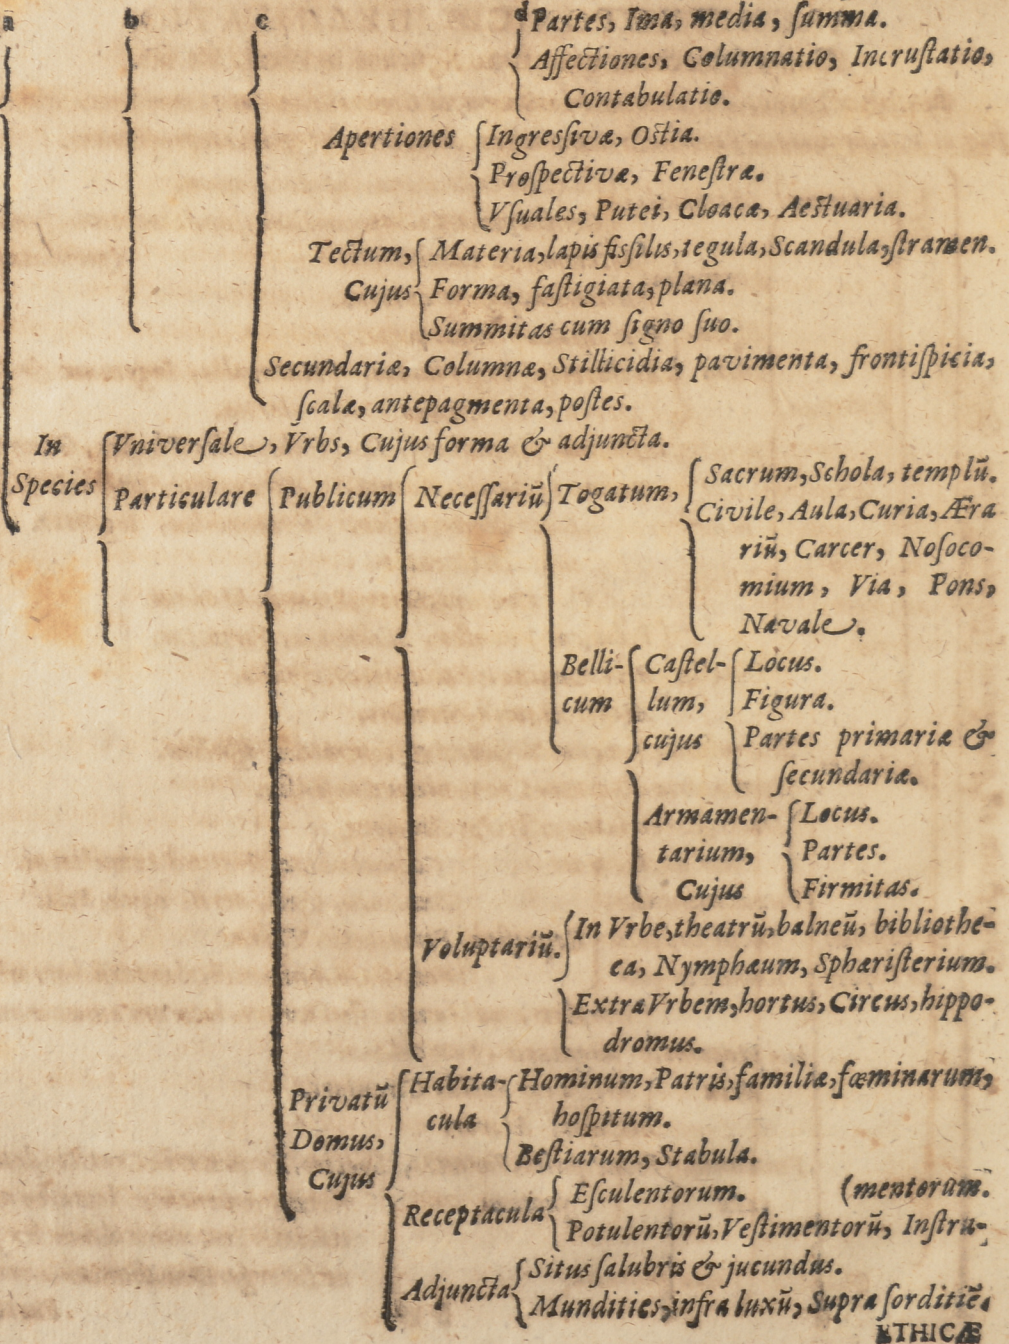 a b c d Partes, Ima, media, ſumma.
Affectiones, Columnatio, Incruſtatio,
Contabulatio.
Apertiones Ingreſſivæ, Oſtia.
Proſpectivæ, Feneſtræ.
Vſuales, Putei, Cloacæ, Aeſtuaria.
Tectum, Materia, lapis fiſſilis, tegula, Scandula, ſtramen.
Cujus Forma, faſtigiata, plana.
Summitas cum ſigno ſuo.
Secundariæ, Columnæ, Stillicidia, pavimenta, frontiſpicia,
ſcalæ, antepagmenta, poſtes.
In Vniverſale, Vrbs, Cujus forma & adjuncta.
Species Particulare Publicum Neceſſariū Togatum, Sacrum, Schola, templū.
Civile, Aula, Curia, Æra
riū, Carcer, Noſoco-
mium, Via, Pons,
Navale.
Belli- Caſtel- Locus.
cum lum, Figura.
cujus Partes primariæ &
ſecundariæ.
Armamen- Locus.
tarium, Partes.
Cujus Firmitas.
Voluptariū. In Vrbe, theatrū, balneū, bibliothe-
ca, Nymphæum, Sphæriſterium.
Extra Vrbem, hortus, Circus, hippo-
dromus.
Privatū Habita- Hominum, Patris, familiæ, fœminarum,
Domus, cula hoſpitum.
Cujus Beſtiarum, Stabula.
Receptacula Eſculentorum. (mentorum.
Potulentorū, Veſtimentorū, Inſtru-
Adjuncta Situs ſalubris & jucundus.
Mundities, infra luxū, Supra ſorditiē.
ETHICÆ